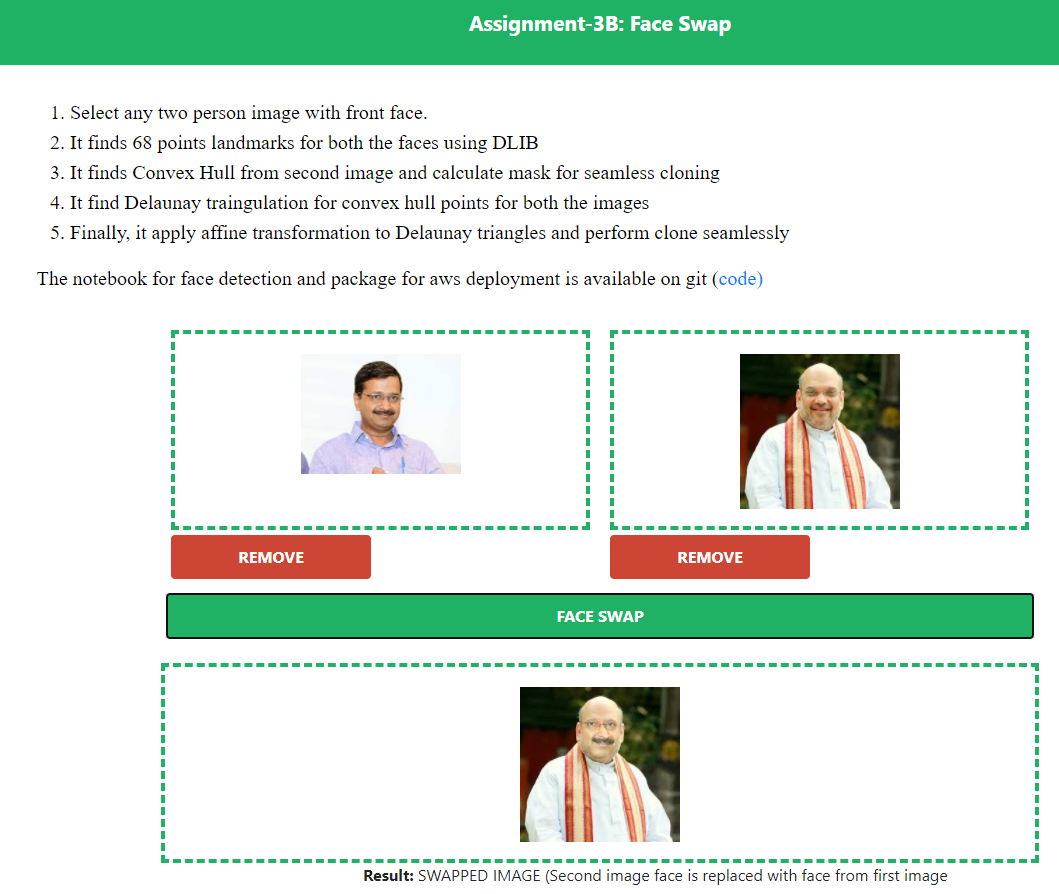 Assignment-3B: Face Swap
1. Select any two person image with front face.
2. It finds 68 points landmarks for both the faces using DLIB
3. It finds Convex Hull from second image and calculate mask for seamless cloning
4. It find Delaunay traingulation for convex hull points for both the images
5. Finally, it apply affine transformation to Delaunay triangles and perform clone seamlessly
The notebook for face detection and package for aws deployment is available on git (code)
REMOVE
REMOVE
FACE SWAP
Result: SWAPPED IMAGE (Second image face is replaced with face from first image